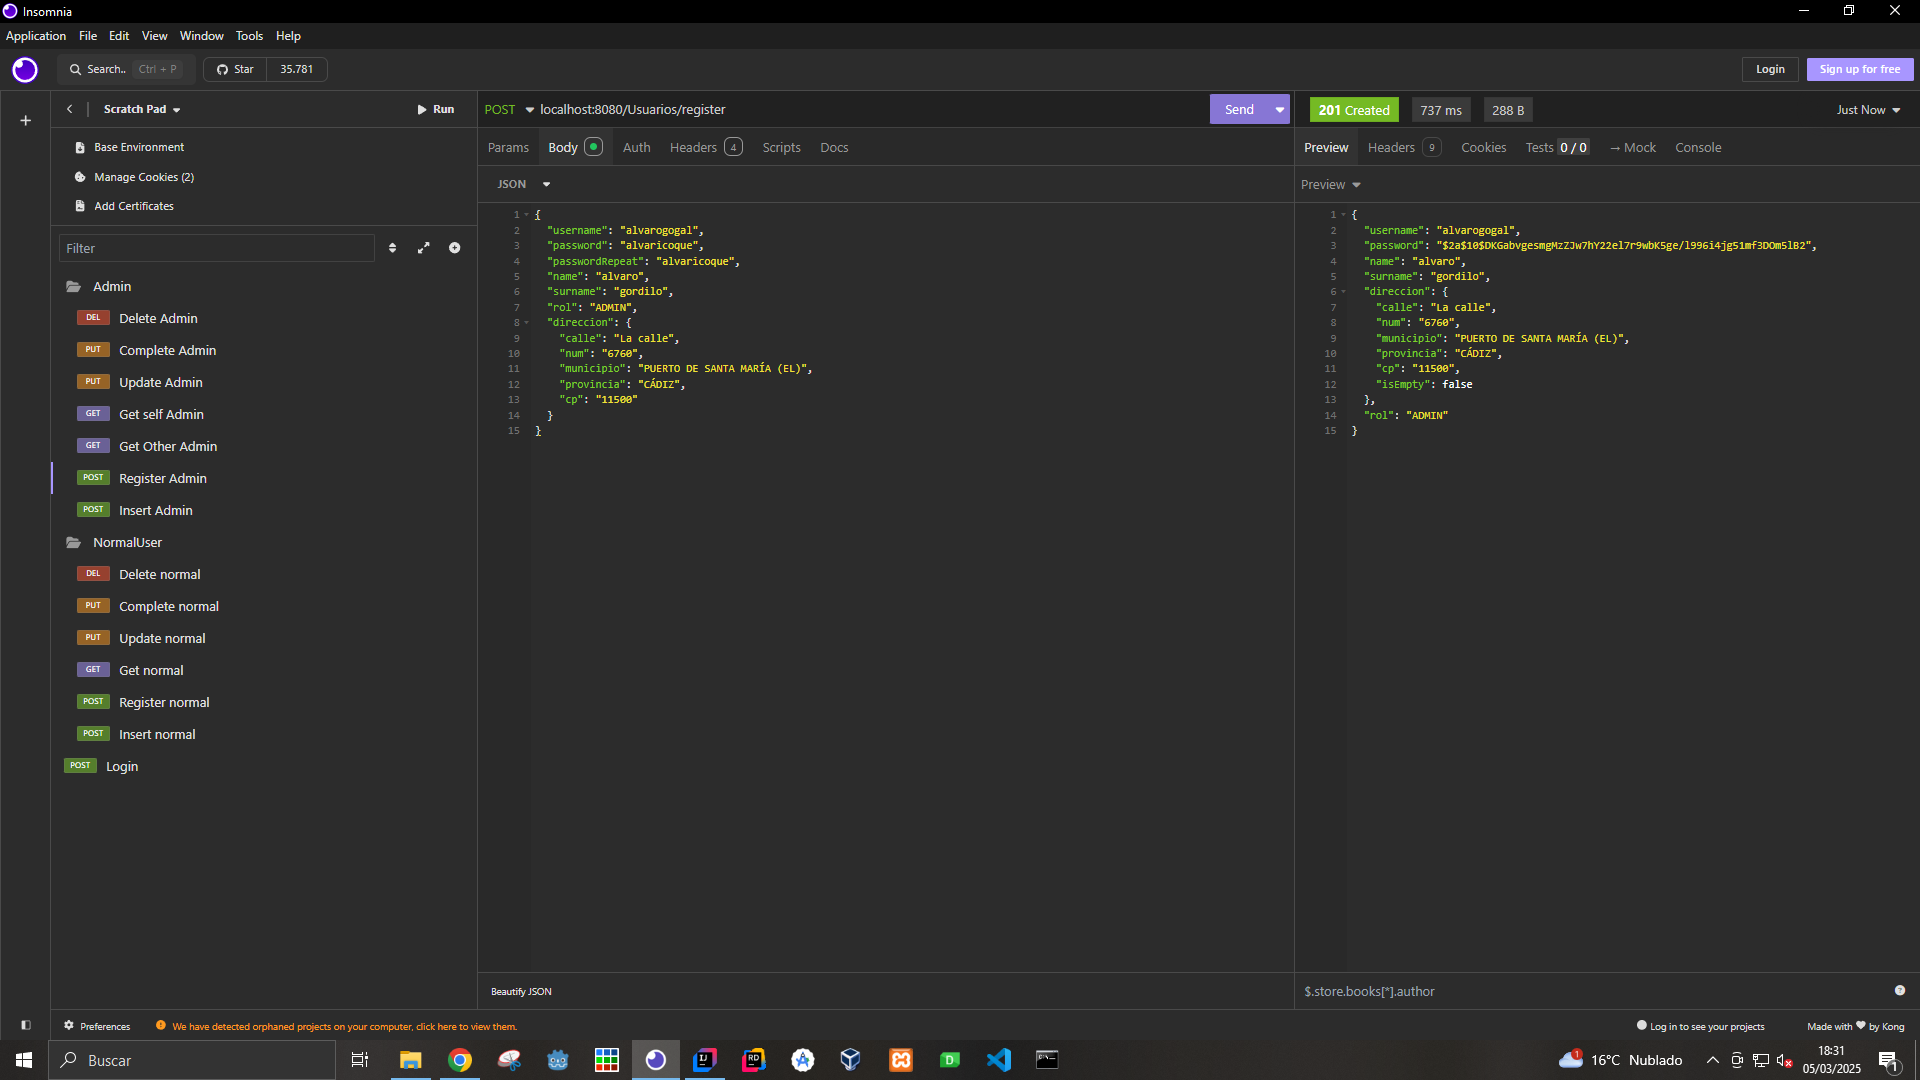 Insomnia
Application File Edit View Window Tools Help
Search.. Ctrl + P Star 35.781 Login Sign up for free
Scratch Pad Run
Base Environment
Manage Cookies (2)
Add Certificates
Filter
Admin
DEL Delete Admin
PUT Complete Admin
PUT Update Admin
GET Get self Admin
GET Get Other Admin
POST Register Admin
POST Insert Admin
NormalUser
DEL Delete normal
PUT Complete normal
PUT Update normal
GET Get normal
POST Register normal
POST Insert normal
POST Login
POST localhost:8080/Usuarios/register Send
Params Body Auth Headers 4 Scripts Docs
JSON
1 {
2 "username": "alvarogogal",
3 "password": "alvaricoque",
4 "passwordRepeat": "alvaricoque",
5 "name": "alvaro",
6 "surname": "gordilo",
7 "rol": "ADMIN",
8 "direccion": {
9 "calle": "La calle",
10 "num": "6760",
11 "municipio": "PUERTO DE SANTA MARÍA (EL)",
12 "provincia": "CÁDIZ",
13 "cp": "11500"
14 }
15 }
Beautify JSON
201 Created 737 ms 288 B Just Now
Preview Headers 9 Cookies Tests 0 / 0 → Mock Console
Preview
1 {
2 "username": "alvarogogal",
3 "password": "$2a$10$DKGabvgesmgMzZJw7hY22el7r9wbK5ge/l996i4jg51mf3DOm5lB2",
4 "name": "alvaro",
5 "surname": "gordilo",
6 "direccion": {
7 "calle": "La calle",
8 "num": "6760",
9 "municipio": "PUERTO DE SANTA MARÍA (EL)",
10 "provincia": "CÁDIZ",
11 "cp": "11500",
12 "isEmpty": false
13 },
14 "rol": "ADMIN"
15 }
$.store.books[*].author
Preferences We have detected orphaned projects on your computer, click here to view them. Log in to see your projects Made with ♥ by Kong
Buscar
IJ RD D
1 16°C Nublado
18:31
05/03/2025
1